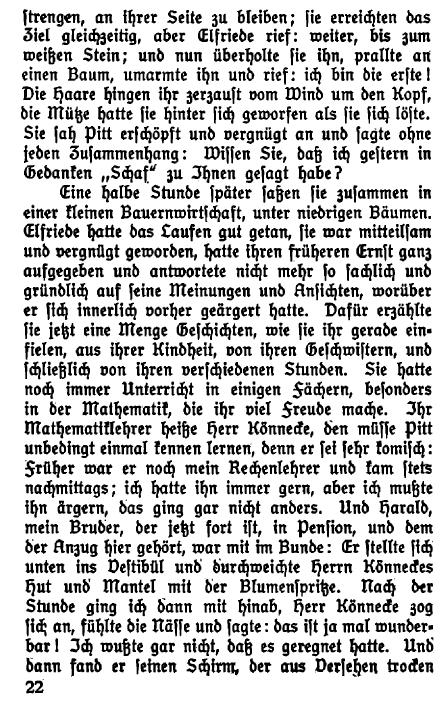 strengen, an ihrer Seite zu bleiben; sie erreichten das
Ziel gleichzeitig, aber Elfriede rief: weiter, bis zum
weißen Stein; und nun überholte sie ihn, prallte an
einen Baum, umarmte ihn und rief: ich bin die erste!
Die Haare hingen ihr zerzaust vom Wind um den Kopf,
die Mütze hatte sie hinter sich geworfen als sie sich löste.
Sie sah Pitt erschöpft und vergnügt an und sagte ohne
jeden Zusammenhang: Wissen Sie, daß ich gestern in
Gedanken „Schaf“ zu Ihnen gesagt habe?
Eine halbe Stunde später saßen sie zusammen in
einer kleinen Bauernwirtschaft, unter niedrigen Bäumen.
Elfriede hatte das Laufen gut getan, sie war mitteilsam
und vergnügt geworden, hatte ihren früheren Ernst ganz
aufgegeben und antwortete nicht mehr so sachlich und
gründlich auf seine Meinungen und Ansichten, worüber
er sich innerlich vorher geärgert hatte. Dafür erzählte
sie jetzt eine Menge Geschichten, wie sie ihr gerade ein-
fielen, aus ihrer Kindheit, von ihren Geschwistern, und
schließlich von ihren verschiedenen Stunden. Sie hatte
noch immer Unterricht in einigen Fächern, besonders
in der Mathematik, die ihr viel Freude mache. Ihr
Mathematiklehrer heiße Herr Könnecke, den müsse Pitt
unbedingt einmal kennen lernen, denn er sei sehr komisch:
Früher war er noch mein Rechenlehrer und kam stets
nachmittags; ich hatte ihn immer gern, aber ich mußte
ihn ärgern, das ging gar nicht anders. Und Harald,
mein Bruder, der jetzt fort ist, in Pension, und dem
der Anzug hier gehört, war mit im Bunde: Er stellte sich
unten ins Vestibül und durchweichte Herrn Könneckes
Hut und Mantel mit der Blumenspritze. Nach der
Stunde ging ich dann mit hinab, Herr Könnecke zog
sich an, fühlte die Nässe und sagte: das ist ja mal wunder-
bar! Ich wußte gar nicht, daß es geregnet hatte. Und
dann fand er seinen Schirm, der aus Versehen trocken
22